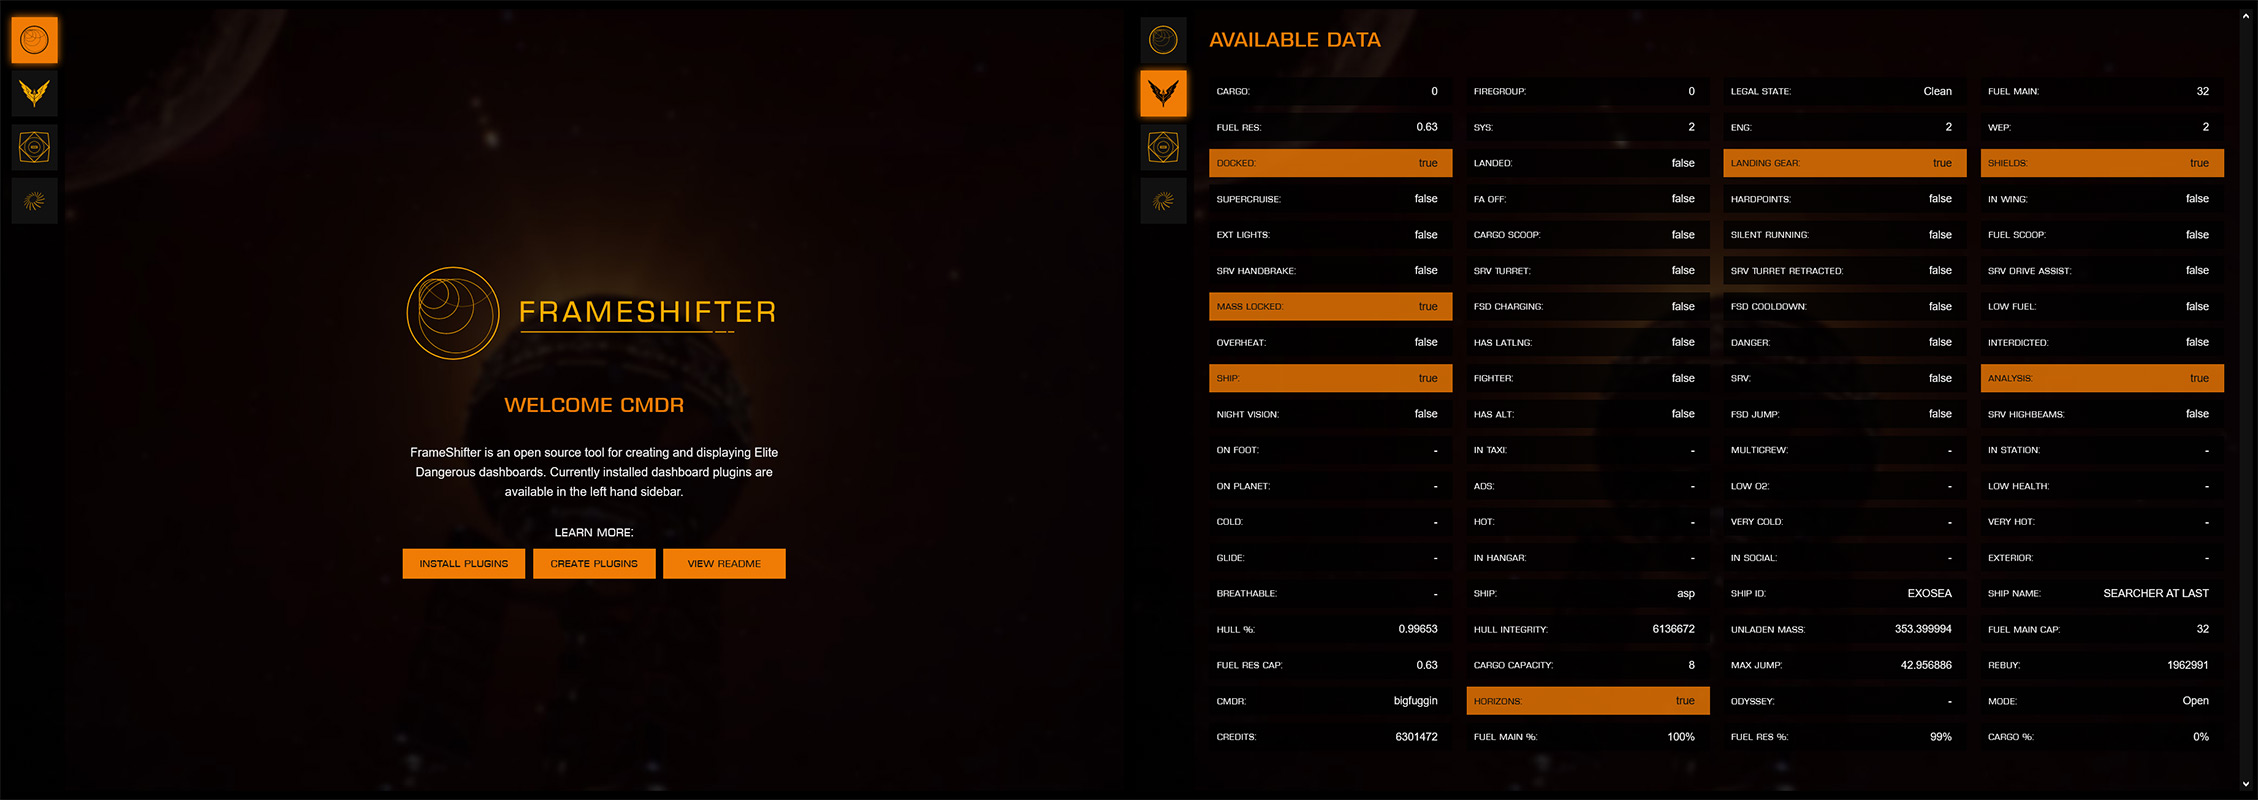 FRAMESHIFTER
WELCOME CMDR
FrameShifter is an open source tool for creating and displaying Elite
Dangerous dashboards. Currently installed dashboard plugins are
available in the left hand sidebar.
LEARN MORE:
INSTALL PLUGINS CREATE PLUGINS VIEW README
AVAILABLE DATA
CARGO: 0 FIREGROUP: 0 LEGAL STATE: Clean FUEL MAIN: 32
FUEL RES: 0.63 SYS: 2 ENG: 2 WEP: 2
DOCKED: true LANDED: false LANDING GEAR: true SHIELDS: true
SUPERCRUISE: false FA OFF: false HARDPOINTS: false IN WING: false
EXT LIGHTS: false CARGO SCOOP: false SILENT RUNNING: false FUEL SCOOP: false
SRV HANDBRAKE: false SRV TURRET: false SRV TURRET RETRACTED: false SRV DRIVE ASSIST: false
MASS LOCKED: true FSD CHARGING: false FSD COOLDOWN: false LOW FUEL: false
OVERHEAT: false HAS LATLNG: false DANGER: false INTERDICTED: false
SHIP: true FIGHTER: false SRV: false ANALYSIS: true
NIGHT VISION: false HAS ALT: false FSD JUMP: false SRV HIGHBEAMS: false
ON FOOT: - IN TAXI: - MULTICREW: - IN STATION: -
ON PLANET: - ADS: - LOW O2: - LOW HEALTH: -
COLD: - HOT: - VERY COLD: - VERY HOT: -
GLIDE: - IN HANGAR: - IN SOCIAL: - EXTERIOR: -
BREATHABLE: - SHIP: asp SHIP ID: EXOSEA SHIP NAME: SEARCHER AT LAST
HULL %: 0.99653 HULL INTEGRITY: 6136672 UNLADEN MASS: 353.399994 FUEL MAIN CAP: 32
FUEL RES CAP: 0.63 CARGO CAPACITY: 8 MAX JUMP: 42.956886 REBUY: 1962991
CMDR: bigfuggin HORIZONS: true ODYSSEY: - MODE: Open
CREDITS: 6301472 FUEL MAIN %: 100% FUEL RES %: 99% CARGO %: 0%